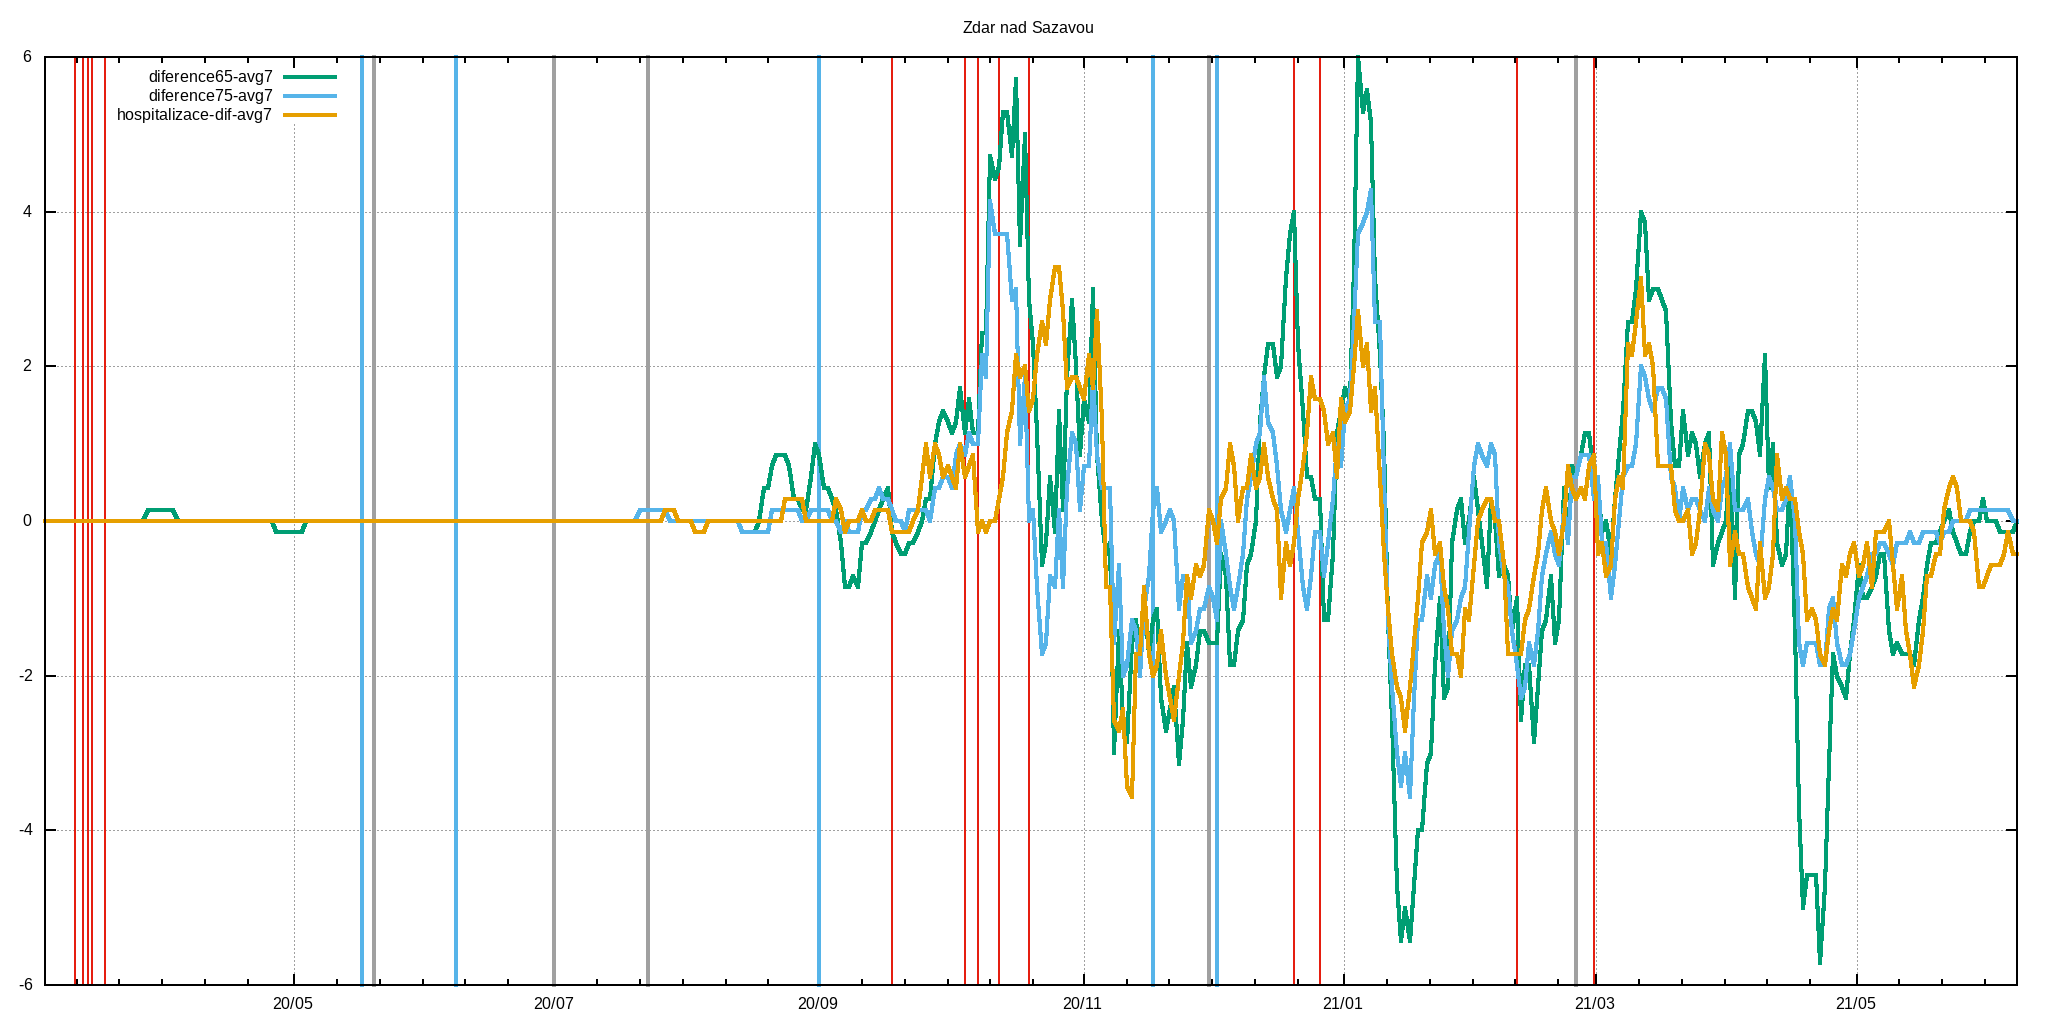 Zdar nad Sazavou
diference65-avg7
diference75-avg7
hospitalizace-dif-avg7
6
4
2
0
-2
-4
-6
20/05 20/07 20/09 20/11 21/01 21/03 21/05